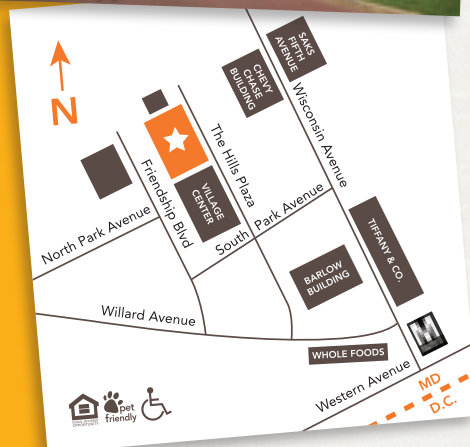 N
SAKS
FIFTH
AVENUE
CHEVY
CHASE
BUILDING
Wisconsin Avenue
The Hills Plaza
Friendship Blvd
VILLAGE
CENTER
North Park Avenue
South Park Avenue
TIFFANY & CO.
BARLOW
BUILDING
Willard Avenue
WHOLE FOODS
M
Western Avenue
MD
D.C.
pet
friendly